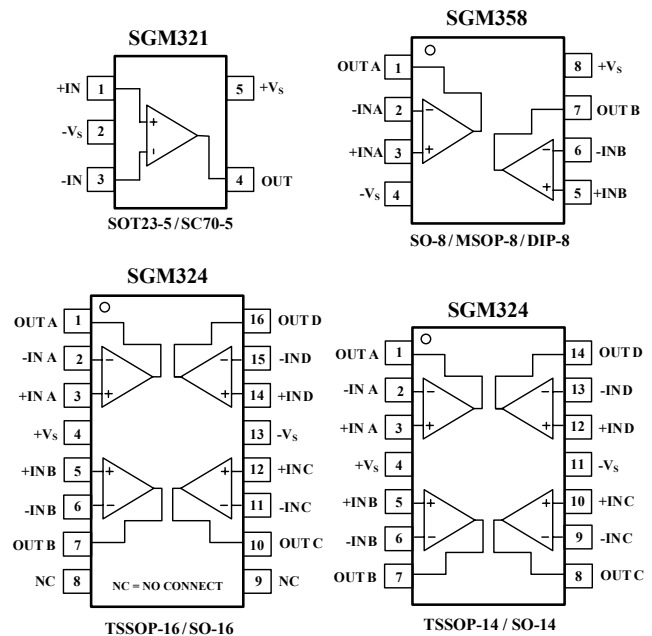 SGM321
+IN 1 5 +VS
-VS 2
-IN 3 4 OUT
+
-
SOT23-5 / SC70-5
SGM358
OUT A 1 8 +VS
-INA 2 − 7 OUT B
+INA 3 + − 6 -INB
-VS 4 + 5 +INB
SO-8 / MSOP-8 / DIP-8
SGM324
OUT A 1 16 OUT D
-IN A 2 − − 15 -IND
+IN A 3 + + 14 +IND
+VS 4 13 -VS
+INB 5 + + 12 +INC
-INB 6 − − 11 -INC
OUT B 7 10 OUT C
NC 8 NC = NO CONNECT 9 NC
TSSOP-16 / SO-16
SGM324
OUT A 1 14 OUT D
-IN A 2 − − 13 -IND
+IN A 3 + + 12 +IND
+VS 4 11 -VS
+INB 5 + + 10 +INC
-INB 6 − − 9 -INC
OUT B 7 8 OUT C
TSSOP-14 / SO-14